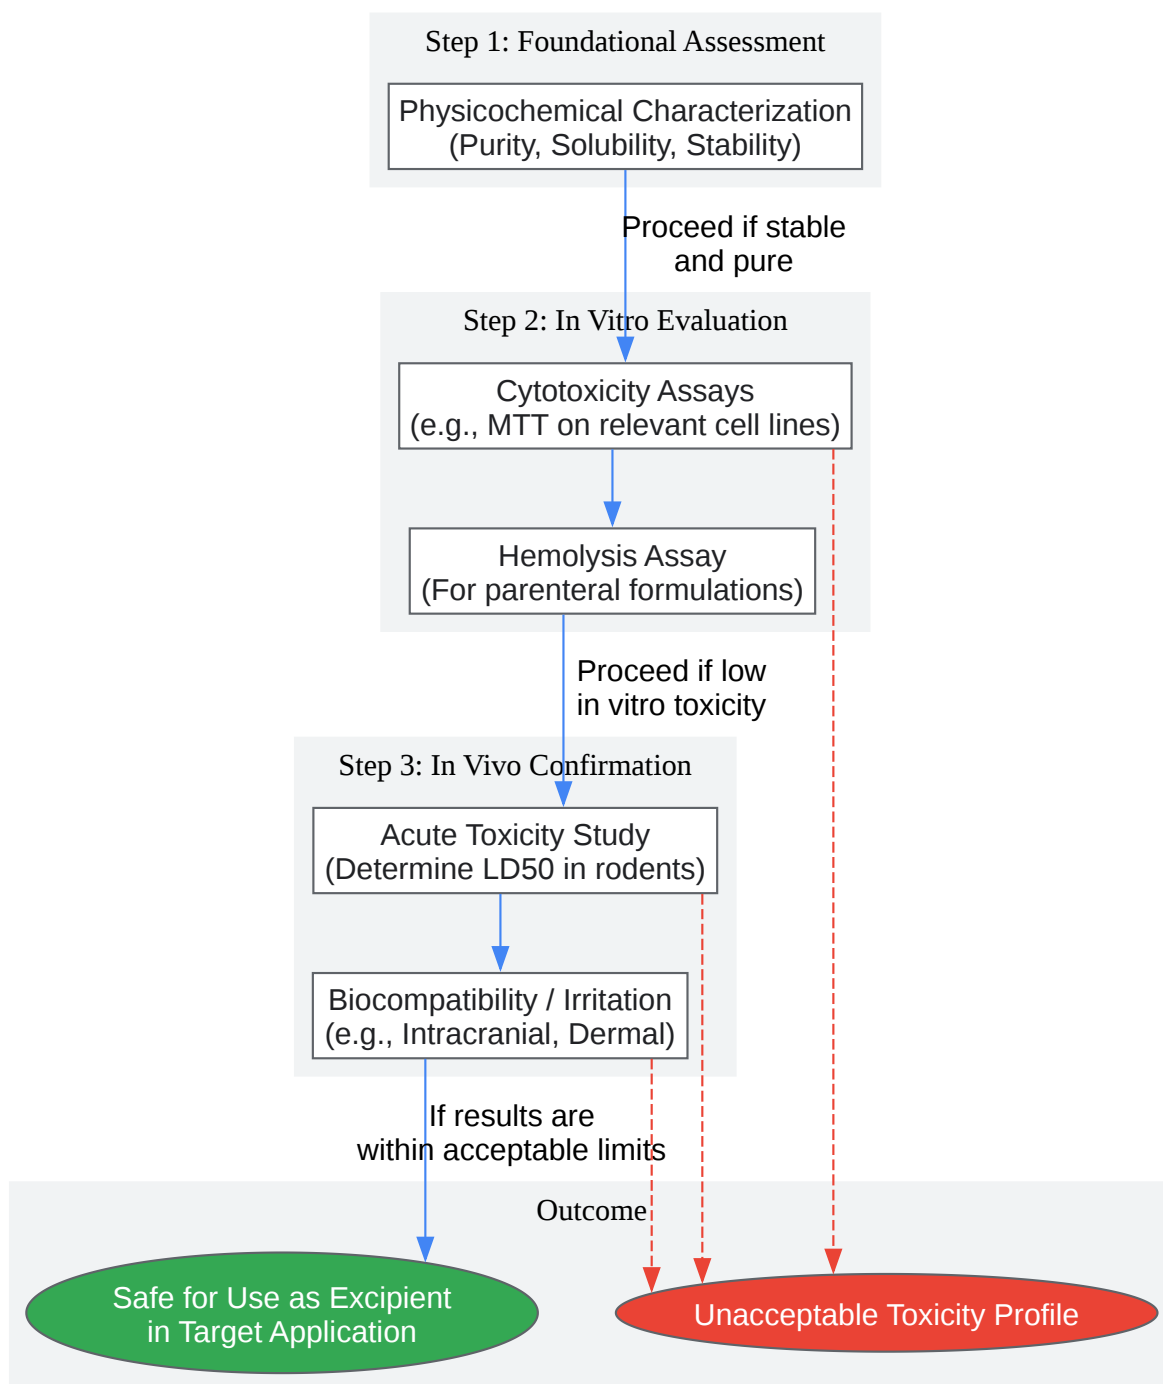 Step 1: Foundational Assessment
Physicochemical Characterization
(Purity, Solubility, Stability)
Proceed if stable
and pure
Step 2: In Vitro Evaluation
Cytotoxicity Assays
(e.g., MTT on relevant cell lines)
Hemolysis Assay
(For parenteral formulations)
Proceed if low
in vitro toxicity
Step 3: In Vivo Confirmation
Acute Toxicity Study
(Determine LD50 in rodents)
Biocompatibility / Irritation
(e.g., Intracranial, Dermal)
If results are
within acceptable limits
Outcome
Safe for Use as Excipient
in Target Application
Unacceptable Toxicity Profile